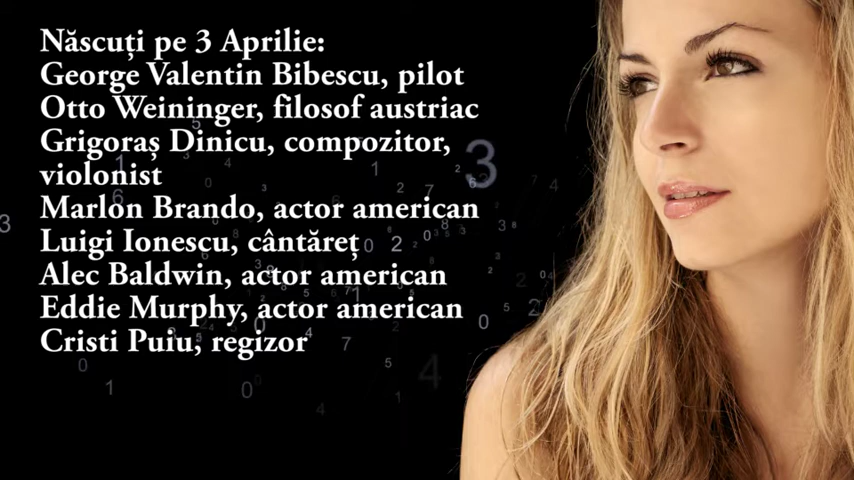 Născuți pe 3 Aprilie:
George Valentin Bibescu, pilot
Otto Weininger, filosof austriac
Grigoraș Dinicu, compozitor,
violonist
Marlon Brando, actor american
Luigi Ionescu, cântăreț
Alec Baldwin, actor american
Eddie Murphy, actor american
Cristi Puiu, regizor